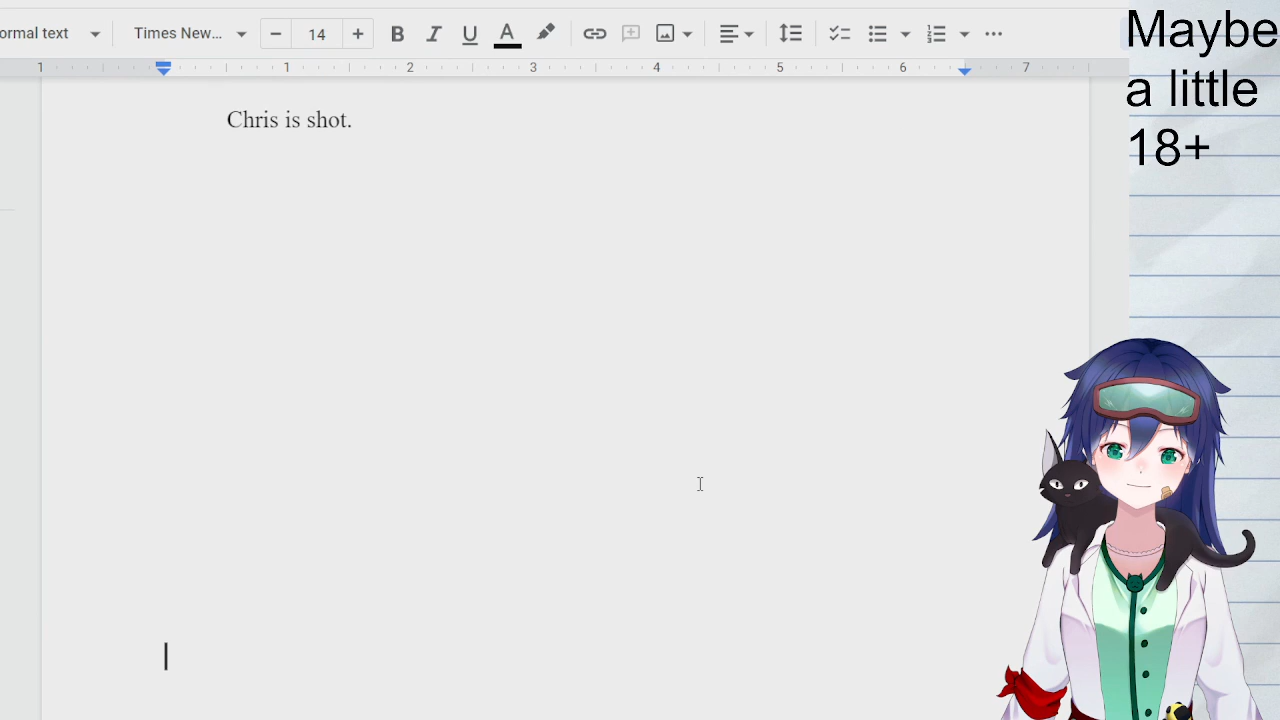 ormal text
Times New...
14
B I U A
1 1 2 3 4 5 6 7
Chris is shot.
Maybe
a little
18+